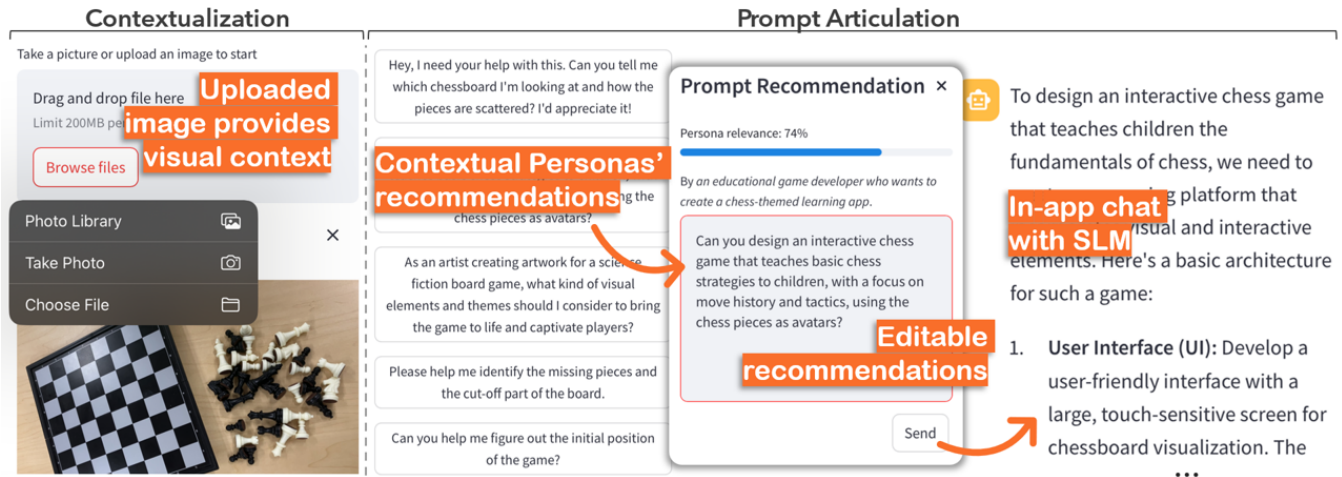 Contextualization
Prompt Articulation
Take a picture or upload an image to start
Drag and drop file here
Limit 200MB per
Browse files
Uploaded
image provides
visual context
Photo Library
Take Photo
Choose File
Hey, I need your help with this. Can you tell me
which chessboard I'm looking at and how the
pieces are scattered? I'd appreciate it!
Contextual Personas'
recommendations
ng the
chess pieces as avatars?
As an artist creating artwork for a science
fiction board game, what kind of visual
elements and themes should I consider to bring
the game to life and captivate players?
Please help me identify the missing pieces and
the cut-off part of the board.
Can you help me figure out the initial position
of the game?
Prompt Recommendation ×
Persona relevance: 74%
By an educational game developer who wants to
create a chess-themed learning app.
Can you design an interactive chess
game that teaches basic chess
strategies to children, with a focus on
move history and tactics, using the
chess pieces as avatars?
Editable
recommendations
Send
To design an interactive chess game
that teaches children the
fundamentals of chess, we need to
g platform that
isual and interactive
elements. Here's a basic architecture
for such a game:
In-app chat
with SLM
1. User Interface (UI): Develop a
user-friendly interface with a
large, touch-sensitive screen for
chessboard visualization. The
...